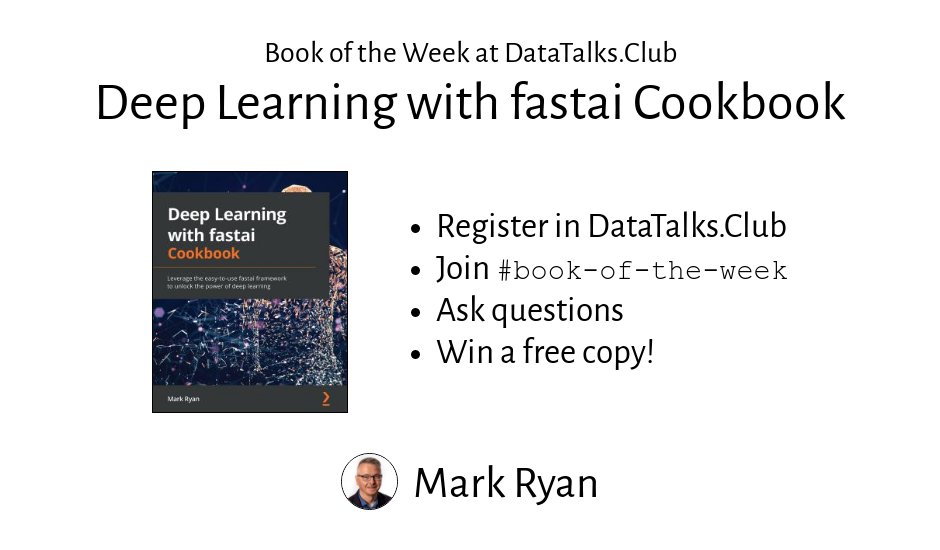 Book of the Week at DataTalks.Club
Deep Learning with fastai Cookbook
Deep Learning
with fastai
Cookbook
Leverage the easy-to-use fastai framework
to unlock the power of deep learning
Mark Ryan
• Register in DataTalks.Club
• Join #book-of-the-week
• Ask questions
• Win a free copy!
Mark Ryan